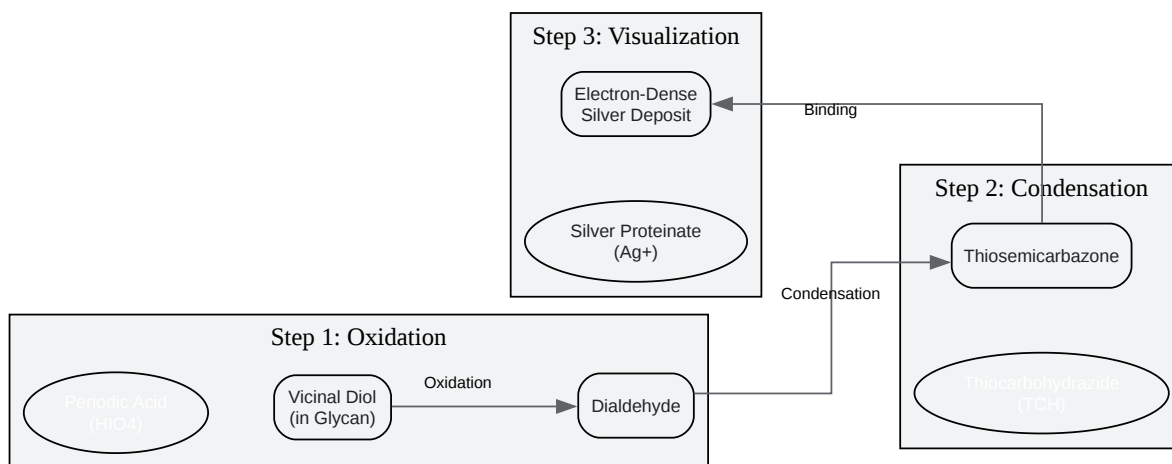 Step 3: Visualization
Electron-Dense
Silver Deposit
Binding
Silver Proteinate
(Ag+)
Step 2: Condensation
Thiosemicarbazone
Condensation
Thiocarbohydrazide
(TCH)
Step 1: Oxidation
Periodic Acid
(HIO4)
Vicinal Diol
(in Glycan)
Oxidation
Dialdehyde